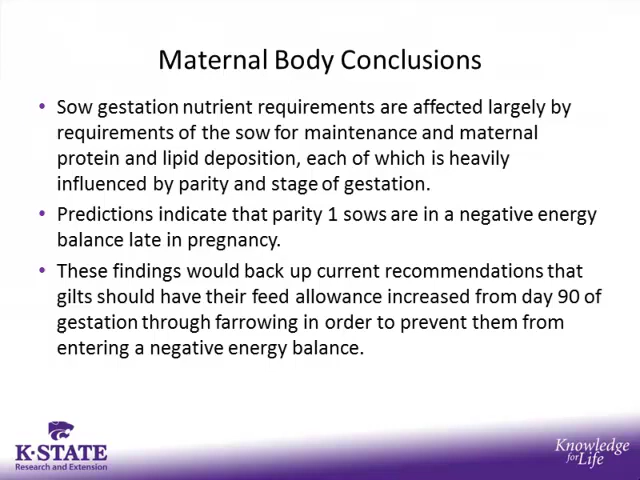 Maternal Body Conclusions
• Sow gestation nutrient requirements are affected largely by
requirements of the sow for maintenance and maternal
protein and lipid deposition, each of which is heavily
influenced by parity and stage of gestation.
• Predictions indicate that parity 1 sows are in a negative energy
balance late in pregnancy.
• These findings would back up current recommendations that
gilts should have their feed allowance increased from day 90 of
gestation through farrowing in order to prevent them from
entering a negative energy balance.
K-STATE
Research and Extension
Knowledge
for Life